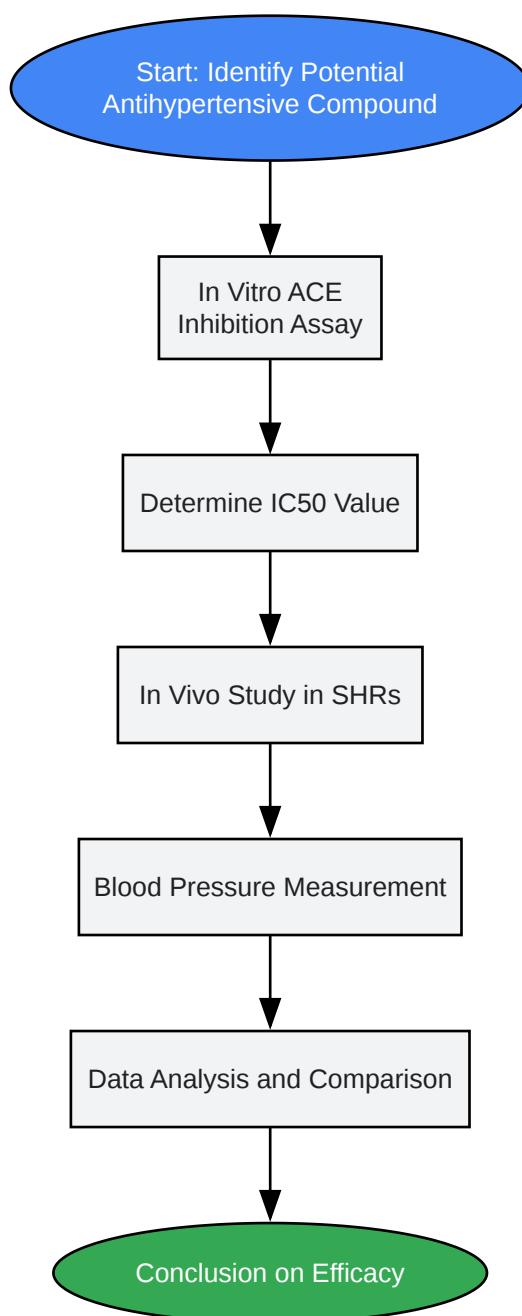 Start: Identify Potential
Antihypertensive Compound
In Vitro ACE
Inhibition Assay
Determine IC50 Value
In Vivo Study in SHRs
Blood Pressure Measurement
Data Analysis and Comparison
Conclusion on Efficacy